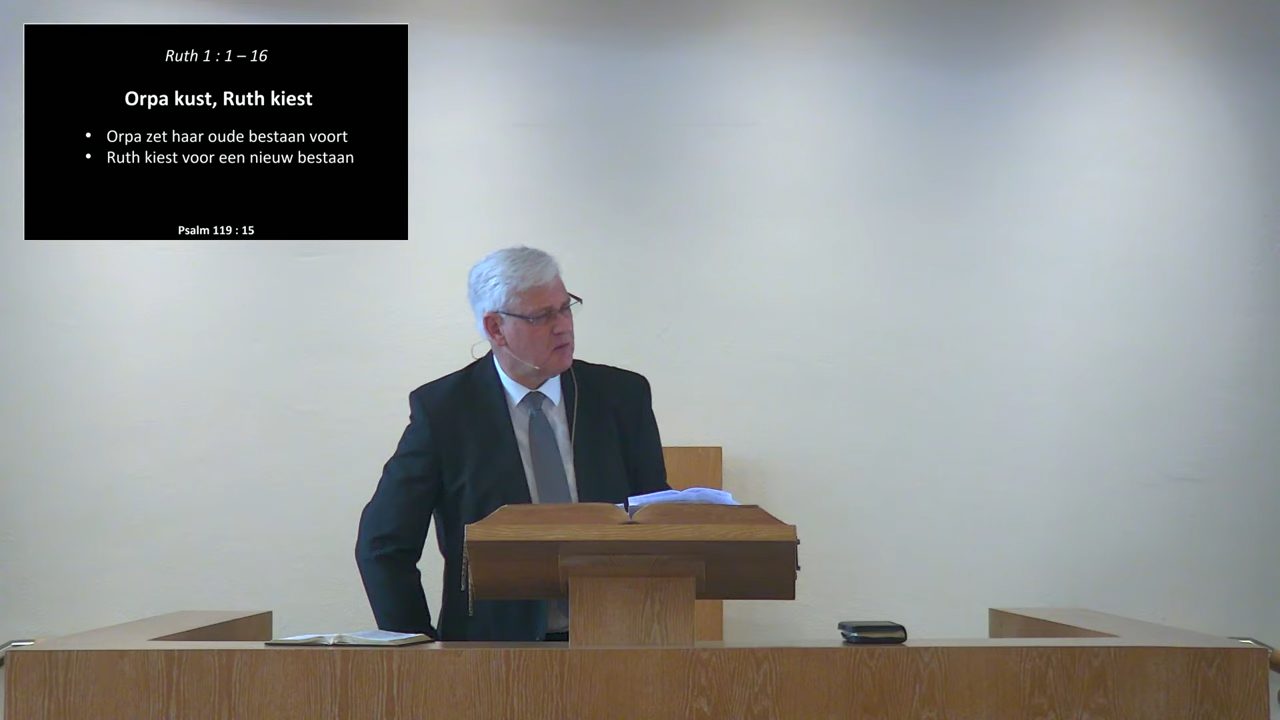 Ruth 1 : 1 – 16
Orpa kust, Ruth kiest
• Orpa zet haar oude bestaan voort
• Ruth kiest voor een nieuw bestaan
Psalm 119 : 15